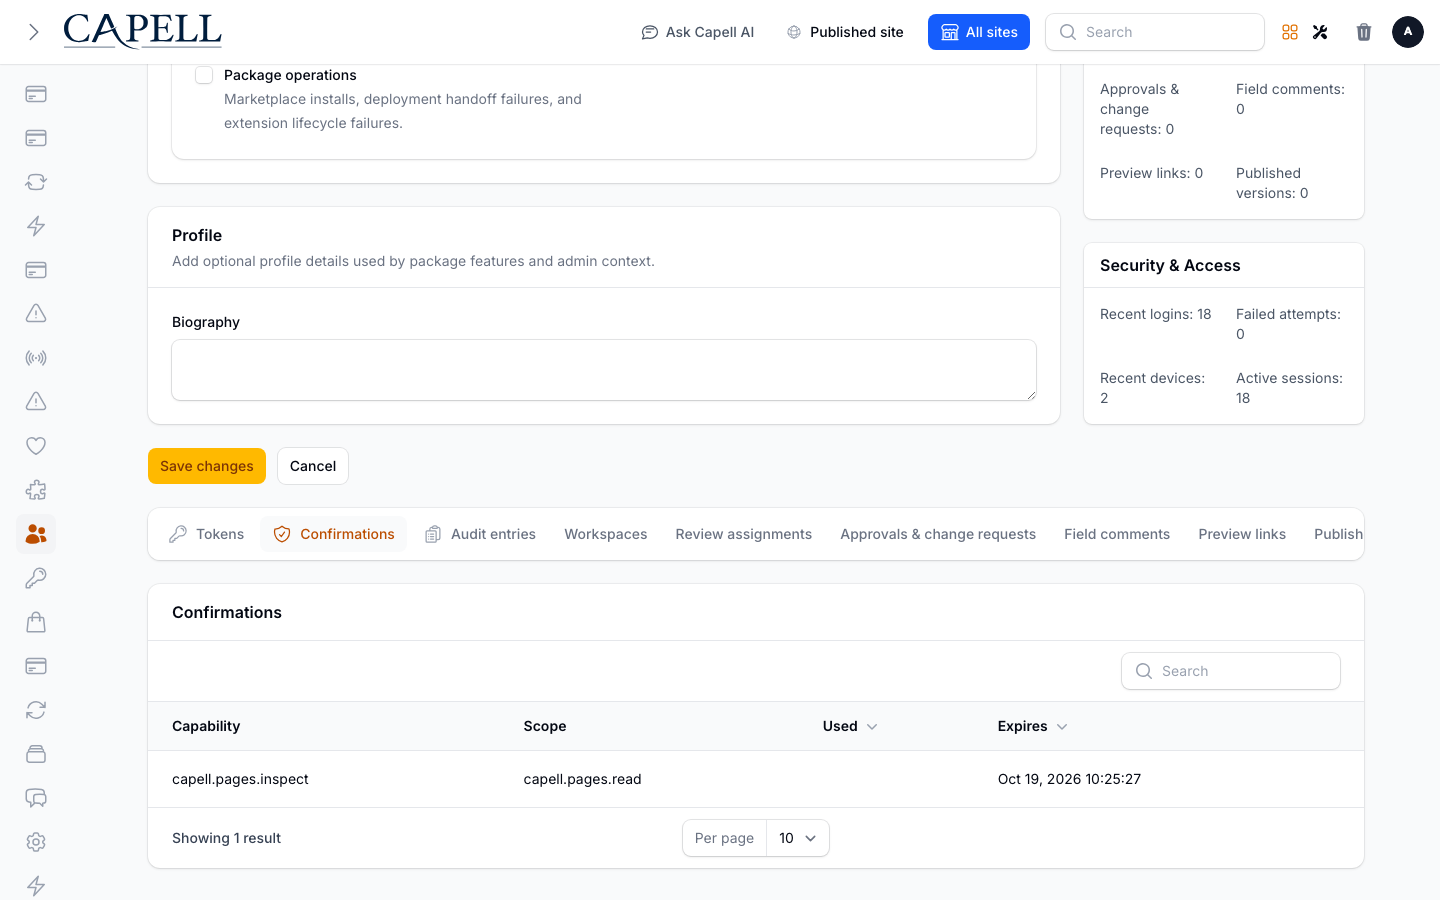 CAPELL
Ask Capell AI
Published site
All sites
Search
A
Package operations
Marketplace installs, deployment handoff failures, and
extension lifecycle failures.
Approvals &
change
requests: 0
Field comments:
0
Preview links: 0
Published
versions: 0
Profile
Add optional profile details used by package features and admin context.
Biography
Security & Access
Recent logins: 18
Failed attempts:
0
Recent devices:
2
Active sessions:
18
Save changes
Cancel
Tokens
Confirmations
Audit entries
Workspaces
Review assignments
Approvals & change requests
Field comments
Preview links
Publish
Confirmations
Search
Capability
Scope
Used
Expires
capell.pages.inspect
capell.pages.read
Oct 19, 2026 10:25:27
Showing 1 result
Per page
10